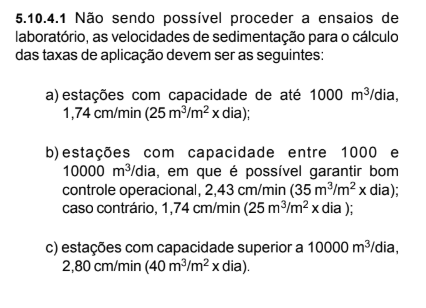 5.10.4.1 Não sendo possível proceder a ensaios de
laboratório, as velocidades de sedimentação para o cálculo
das taxas de aplicação devem ser as seguintes:
a) estações com capacidade de até 1000 m³/dia,
1,74 cm/min (25 m³/m² x dia);
b) estações com capacidade entre 1000 e
10000 m³/dia, em que é possível garantir bom
controle operacional, 2,43 cm/min (35 m³/m² x dia);
caso contrário, 1,74 cm/min (25 m³/m² x dia );
c) estações com capacidade superior a 10000 m³/dia,
2,80 cm/min (40 m³/m² x dia).